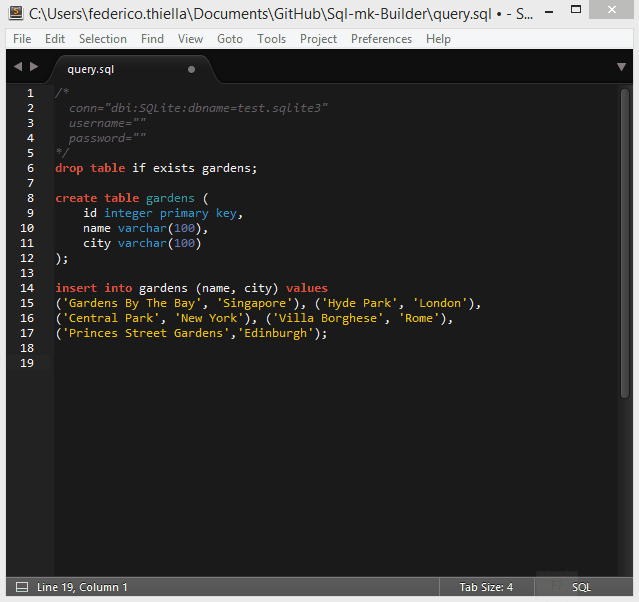 C:\Users\federico.thiella\Documents\GitHub\Sql-mk-Builder\query.sql • - S...
File Edit Selection Find View Goto Tools Project Preferences Help
query.sql
1 /*
2 conn="dbi:SQLite:dbname=test.sqlite3"
3 username=""
4 password=""
5 */
6 drop table if exists gardens;
7
8 create table gardens (
9 id integer primary key,
10 name varchar(100),
11 city varchar(100)
12 );
13
14 insert into gardens (name, city) values
15 ('Gardens By The Bay', 'Singapore'), ('Hyde Park', 'London'),
16 ('Central Park', 'New York'), ('Villa Borghese', 'Rome'),
17 ('Princes Street Gardens','Edinburgh');
18
19
Line 19, Column 1 Tab Size: 4 SQL